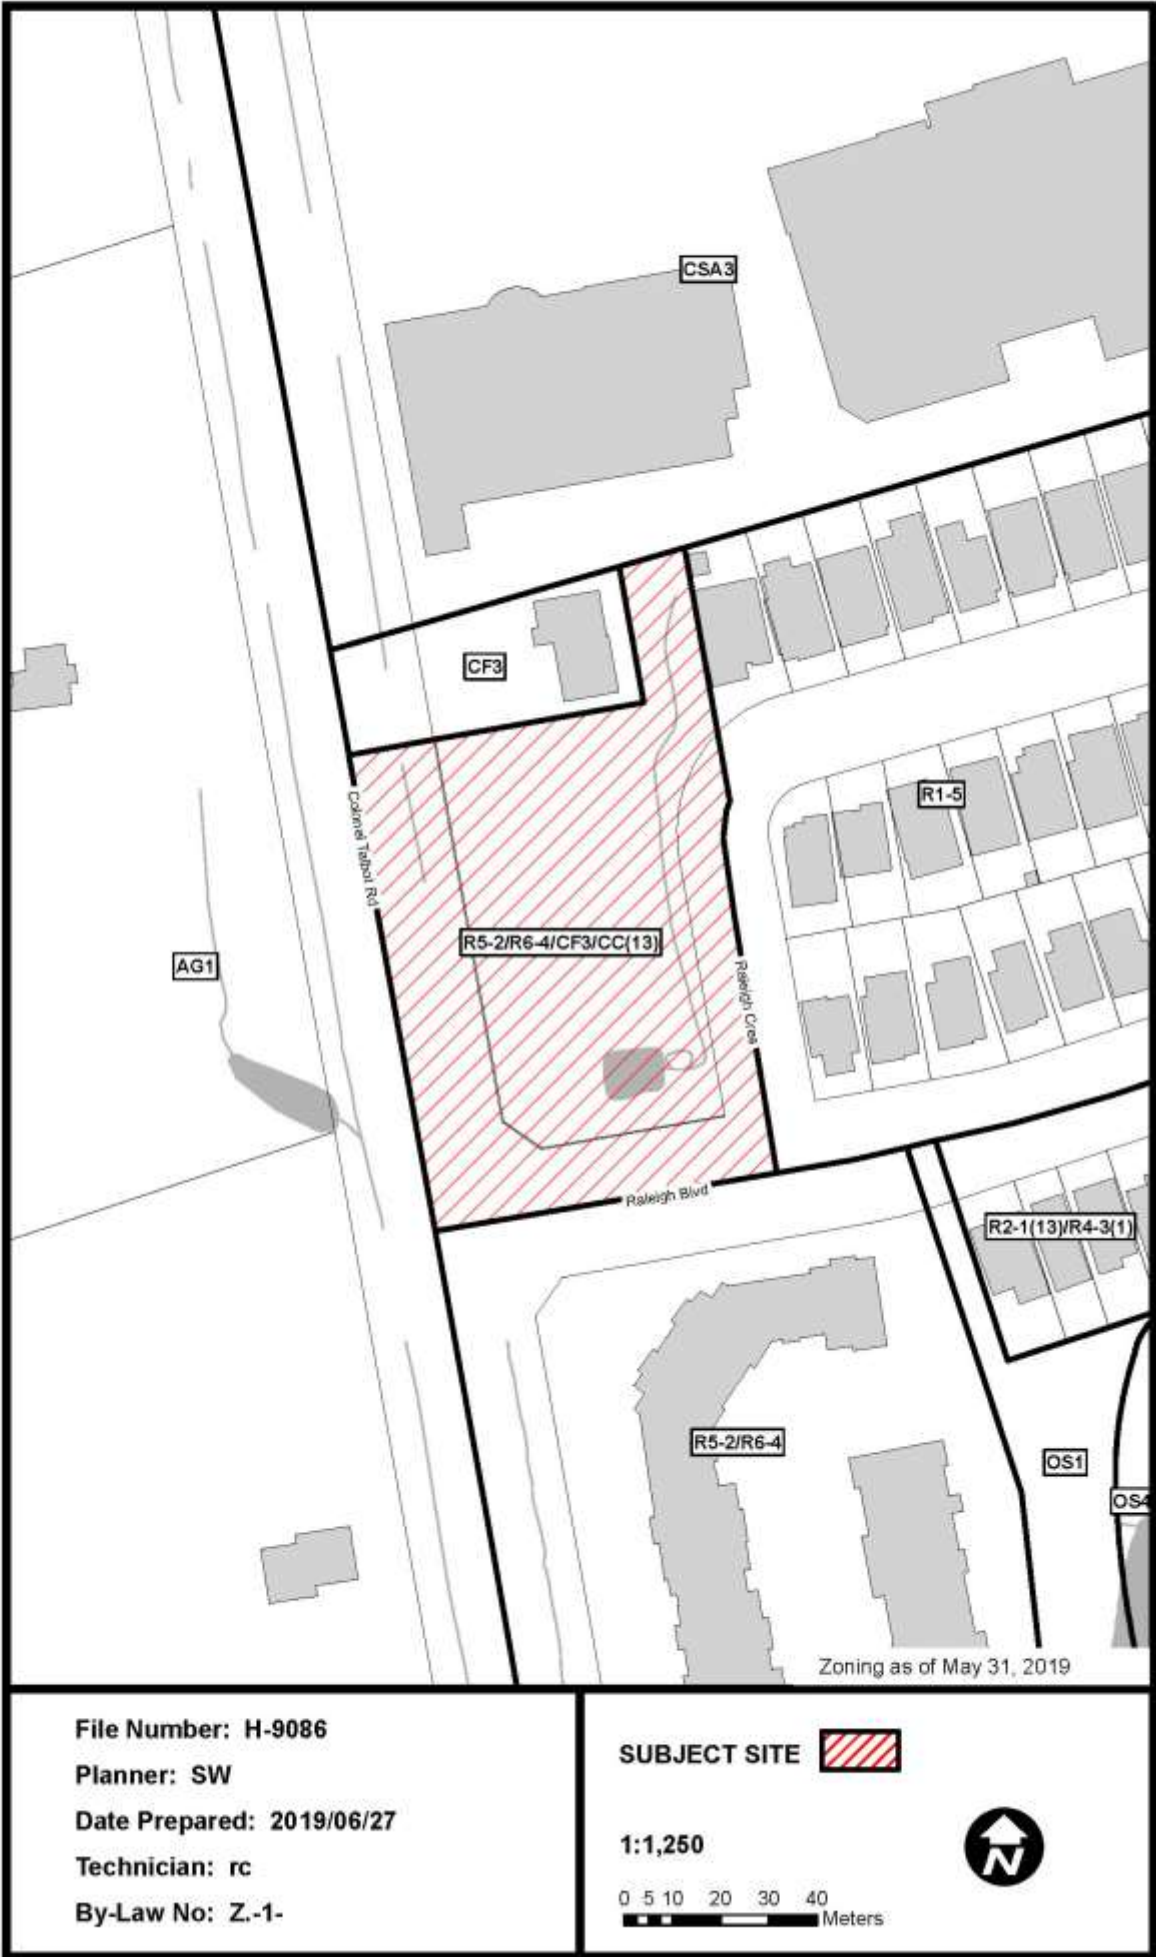 CSA3
CF3
R1-5
Colonel Talbot Rd
R5-2/R6-4/CF3/CC(13)
AG1
Raleigh Cres
Raleigh Blvd
R2-1(13)/R4-3(1)
R5-2/R6-4
OS1
OS4
Zoning as of May 31, 2019
File Number: H-9086
Planner: SW
Date Prepared: 2019/06/27
Technician: rc
By-Law No: Z.-1-
SUBJECT SITE
1:1,250
N
0 5 10 20 30 40
Meters